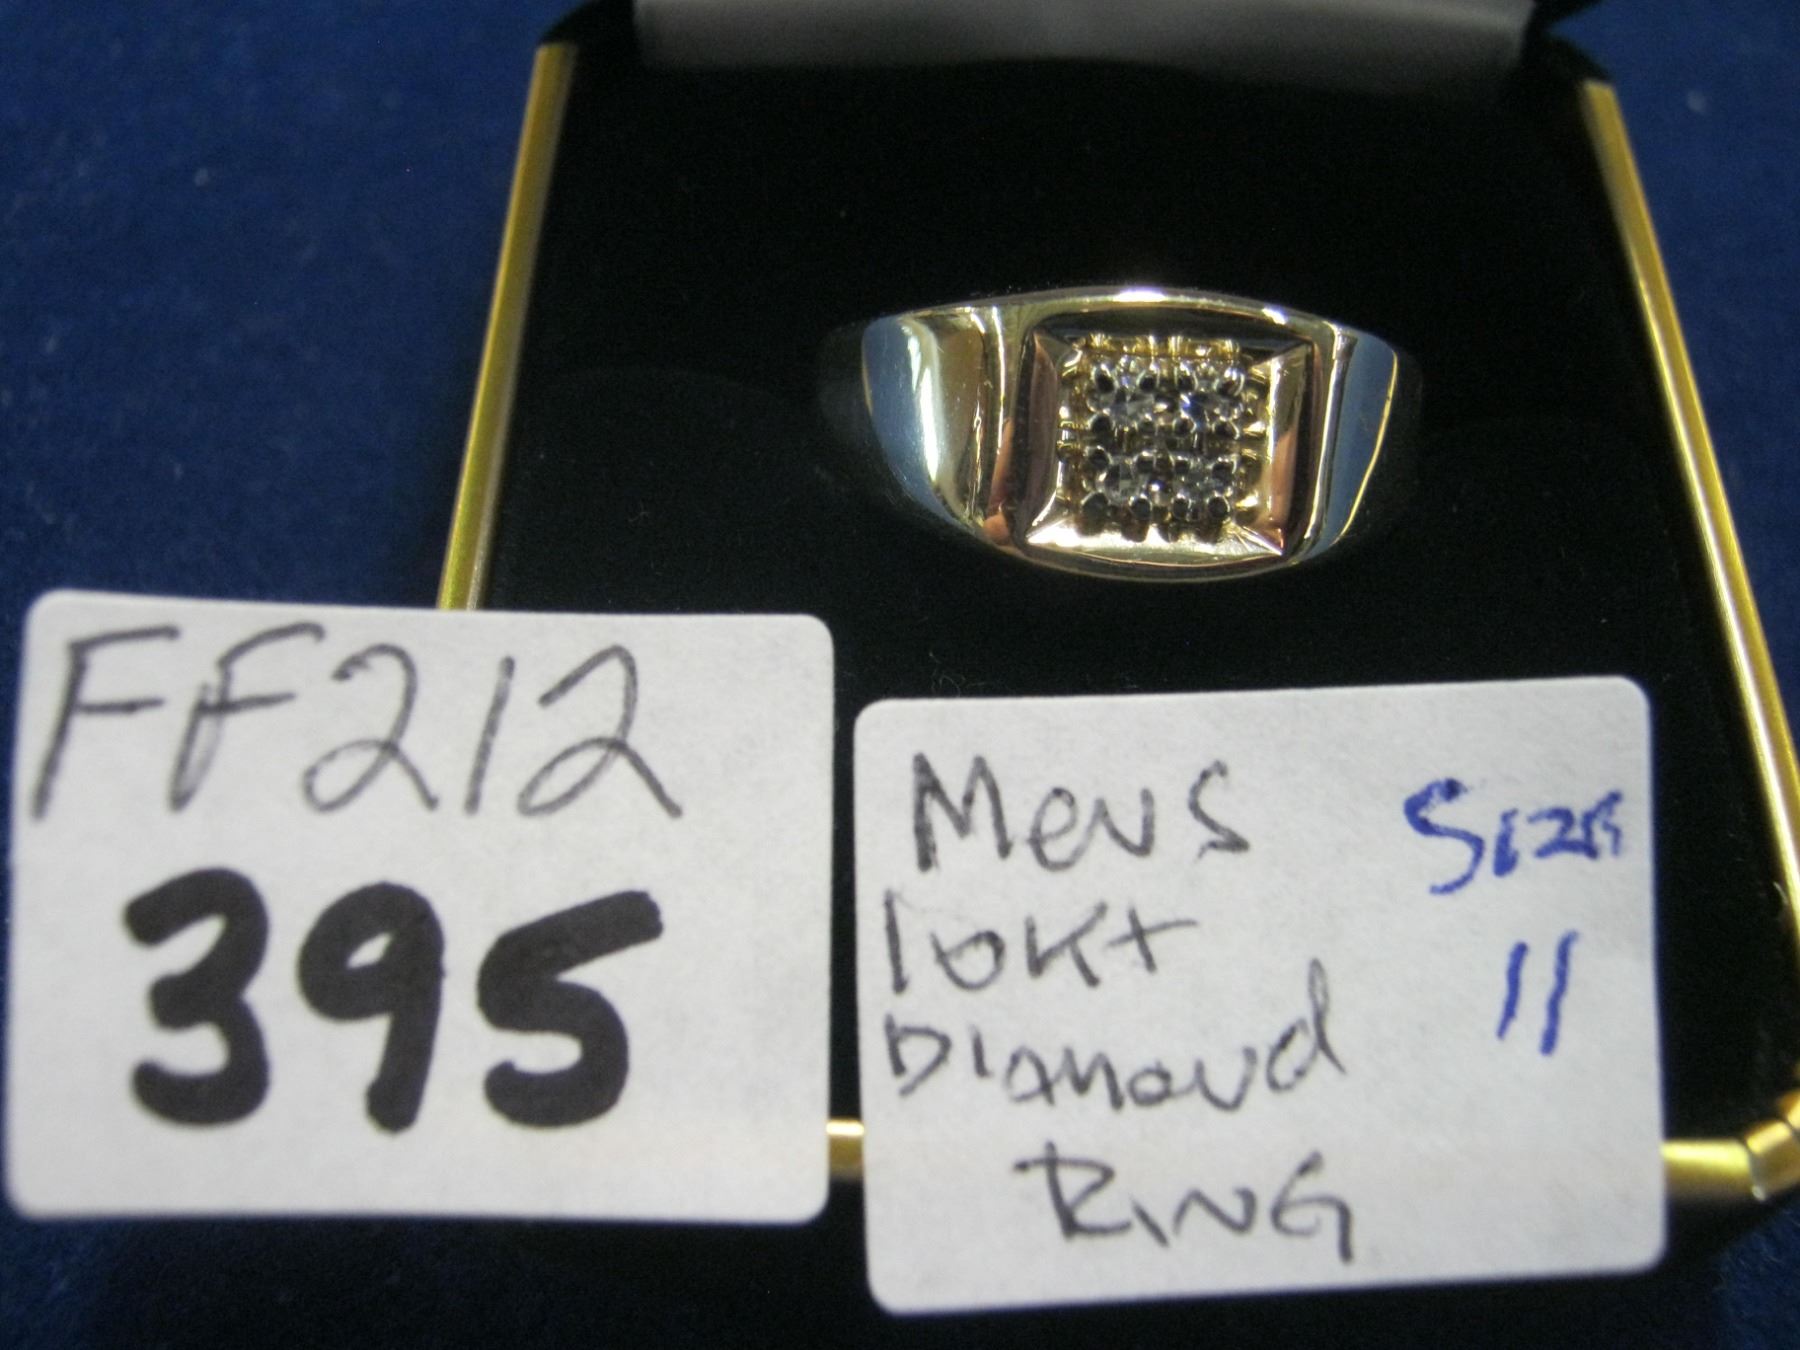 FF212
395
Mens
10Kt
Diamond
RING
Size
11